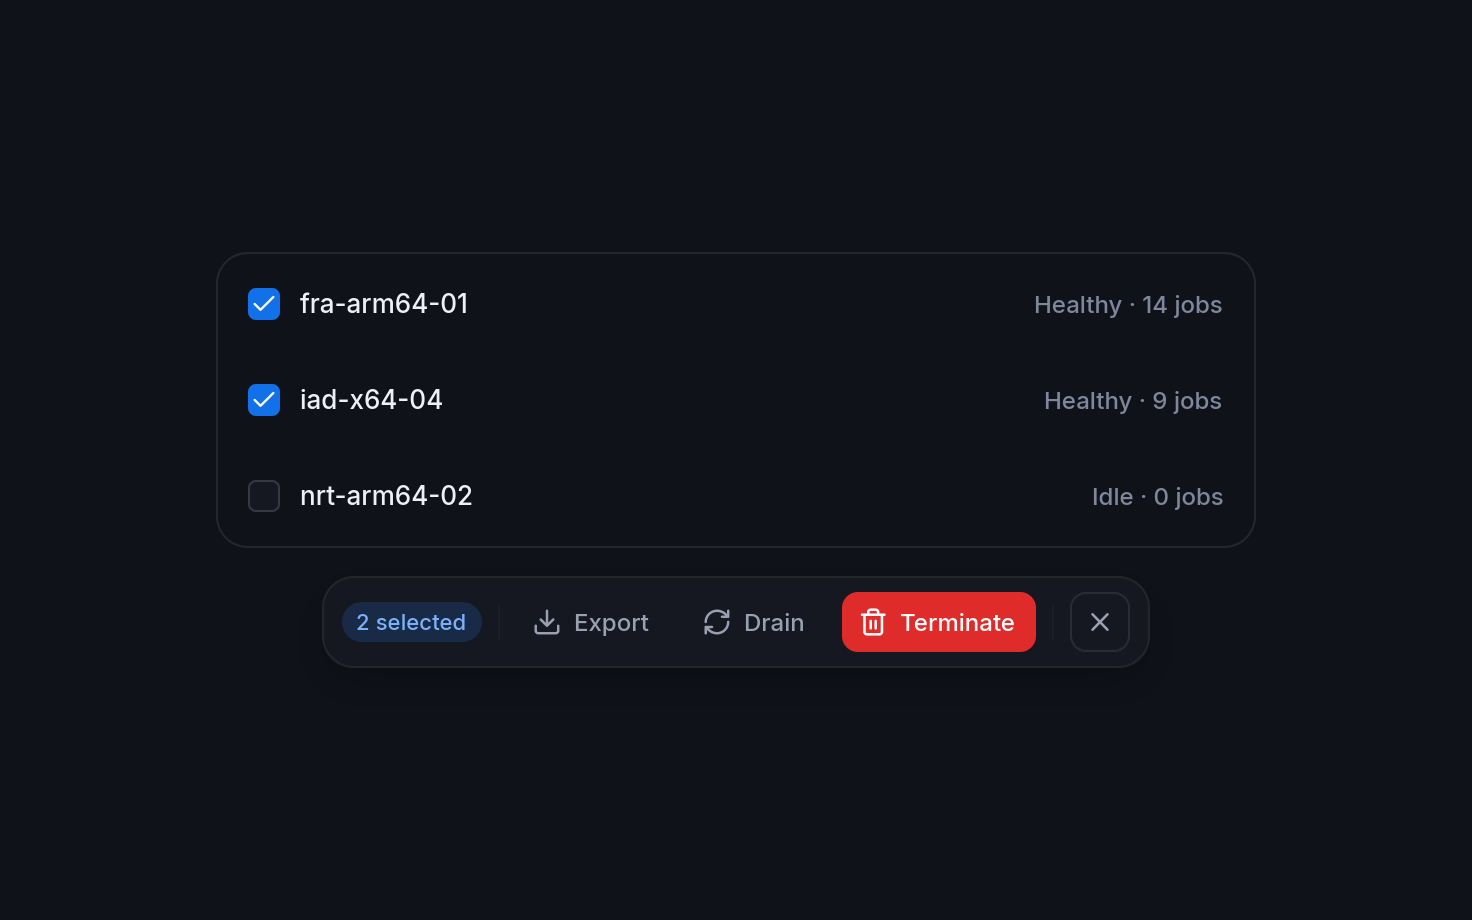 fra-arm64-01 Healthy · 14 jobs
iad-x64-04 Healthy · 9 jobs
nrt-arm64-02 Idle · 0 jobs
2 selected Export Drain Terminate